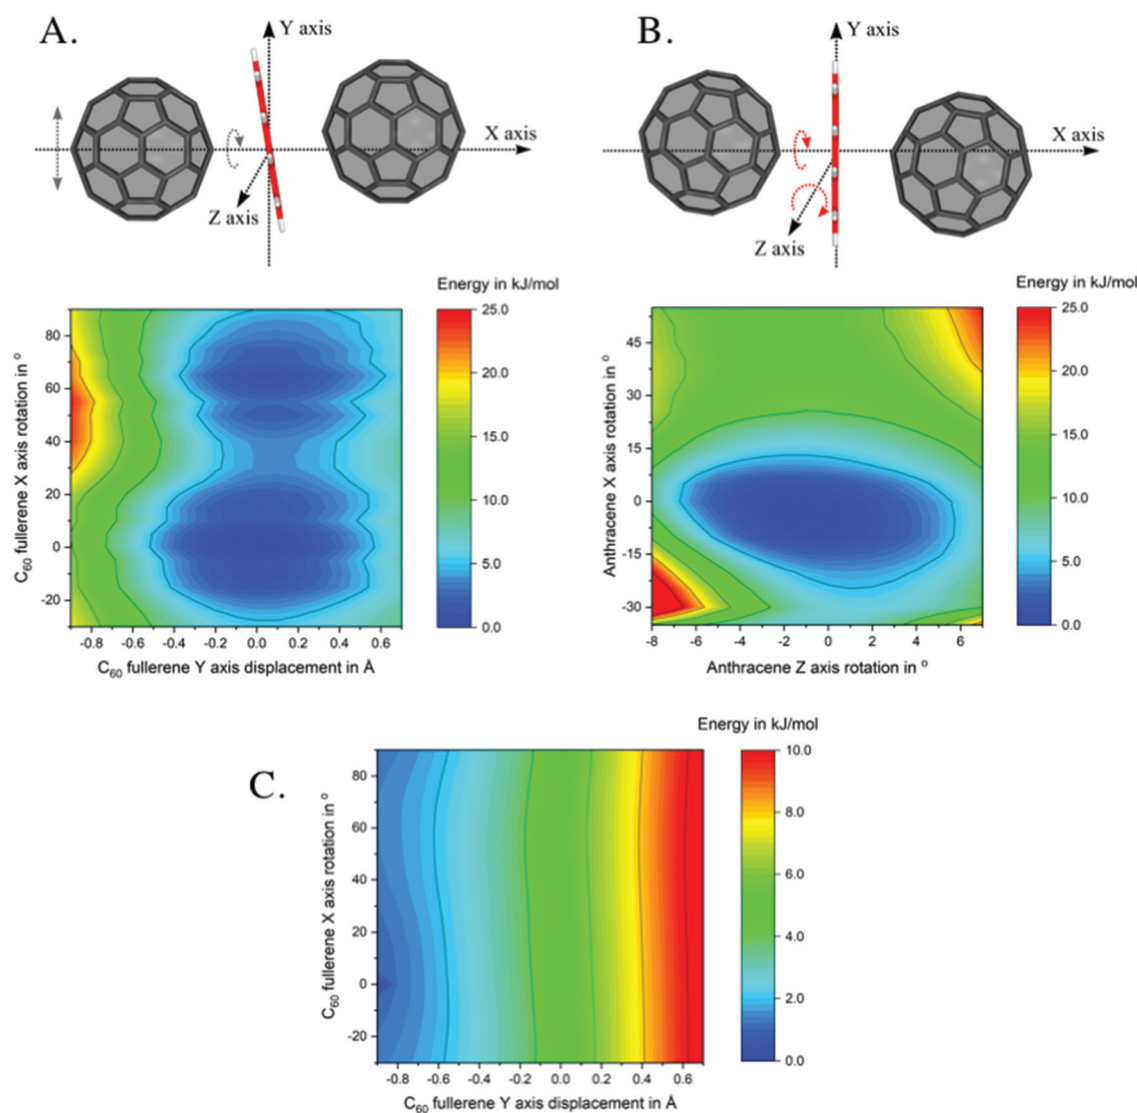 A.
Y axis
X axis
Z axis
B.
Y axis
X axis
Z axis
Energy in kJ/mol
25.0
20.0
15.0
10.0
5.0
0.0
C60 fullerene X axis rotation in º
80
60
40
20
0
-20
-0.8 -0.6 -0.4 -0.2 0.0 0.2 0.4 0.6
C60 fullerene Y axis displacement in Å
Energy in kJ/mol
25.0
20.0
15.0
10.0
5.0
0.0
Anthracene X axis rotation in º
45
30
15
0
-15
-30
-8 -6 -4 -2 0 2 4 6
Anthracene Z axis rotation in º
C.
Energy in kJ/mol
10.0
8.0
6.0
4.0
2.0
0.0
C60 fullerene X axis rotation in º
80
60
40
20
0
-20
-0.8 -0.6 -0.4 -0.2 0.0 0.2 0.4 0.6
C60 fullerene Y axis displacement in Å